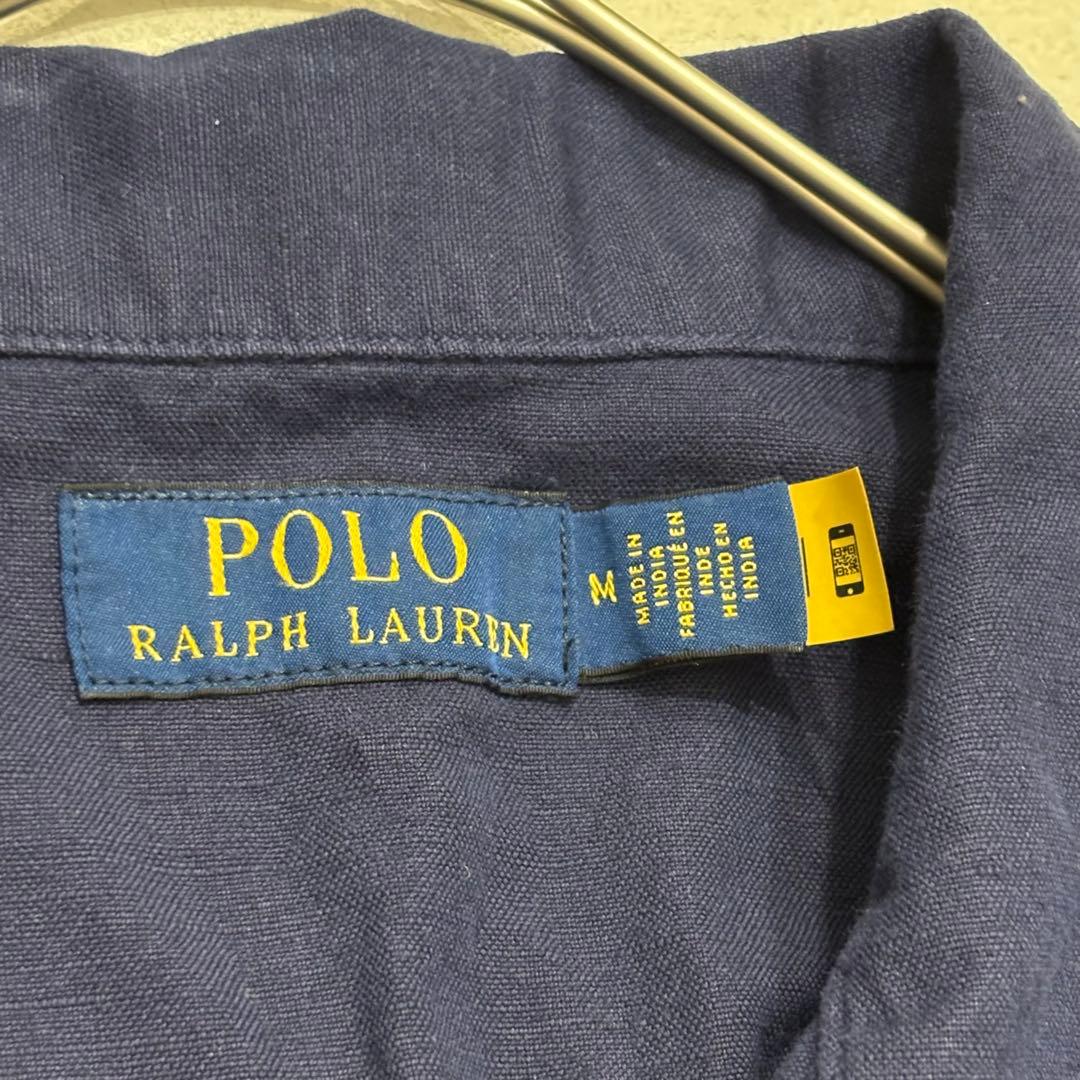 POLO
RALPH LAUREN
M
MADE IN
INDIA
FABRIQUÉ EN
INDE
HECHO EN
INDIA